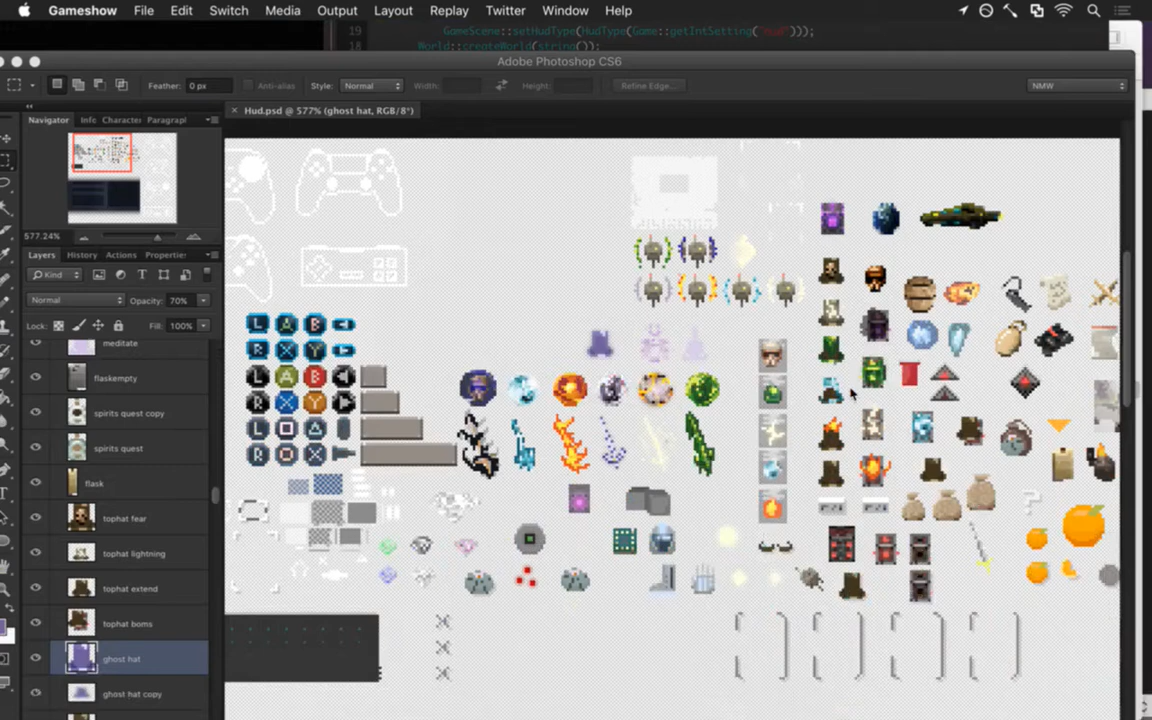 Gameshow File Edit Switch Media Output Layout Replay Twitter Window Help
19 GameScene::setHudType(HudType(Game::getIntSetting("hud")));
18 World::createWorld(string());
Adobe Photoshop CS6
Feather: 0 px Anti-alias Style: Normal Width: Height: Refine Edge... NMW
× Hud.psd @ 577% (ghost hat, RGB/8*)
Navigator Info Character Paragraph
577.24%
Layers History Actions Properties
Kind
Normal Opacity: 70%
Lock: Fill: 100%
meditate
flaskempty
spirits quest copy
spirits quest
flask
tophat fear
tophat lightning
tophat extend
tophat boms
ghost hat
ghost hat copy
L A B
R X Y
L A B
R X Y
L
R X